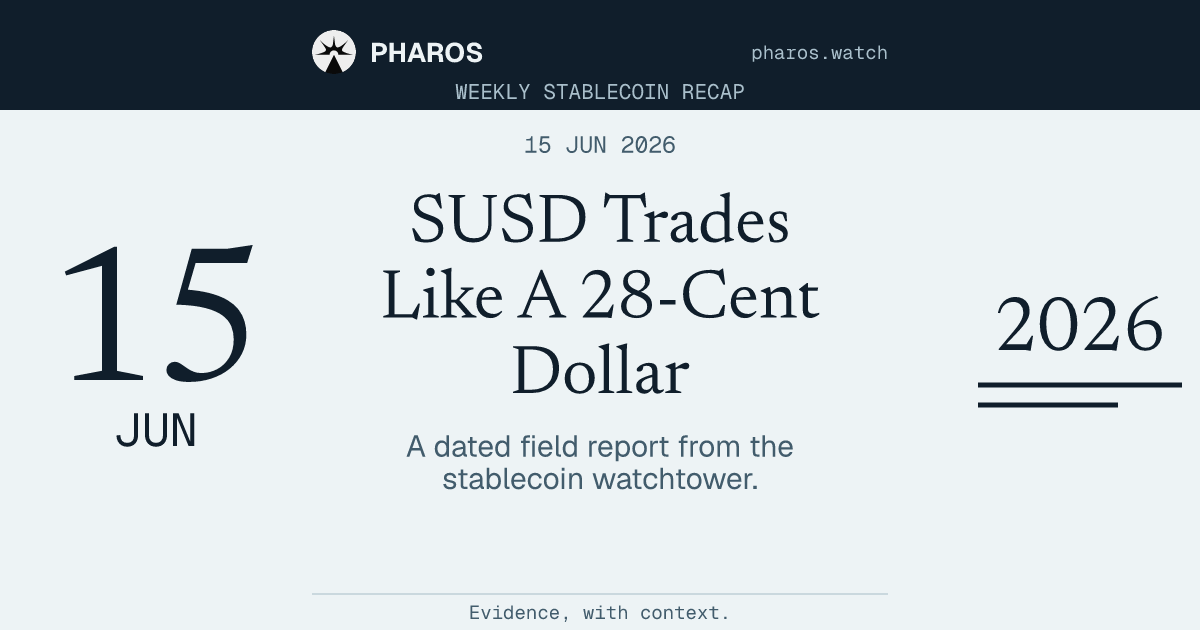 PHAROS
pharos.watch
WEEKLY STABLECOIN RECAP
15 JUN 2026
SUSD Trades
Like A 28-Cent
Dollar
A dated field report from the
stablecoin watchtower.
15
JUN
2026
Evidence, with context.